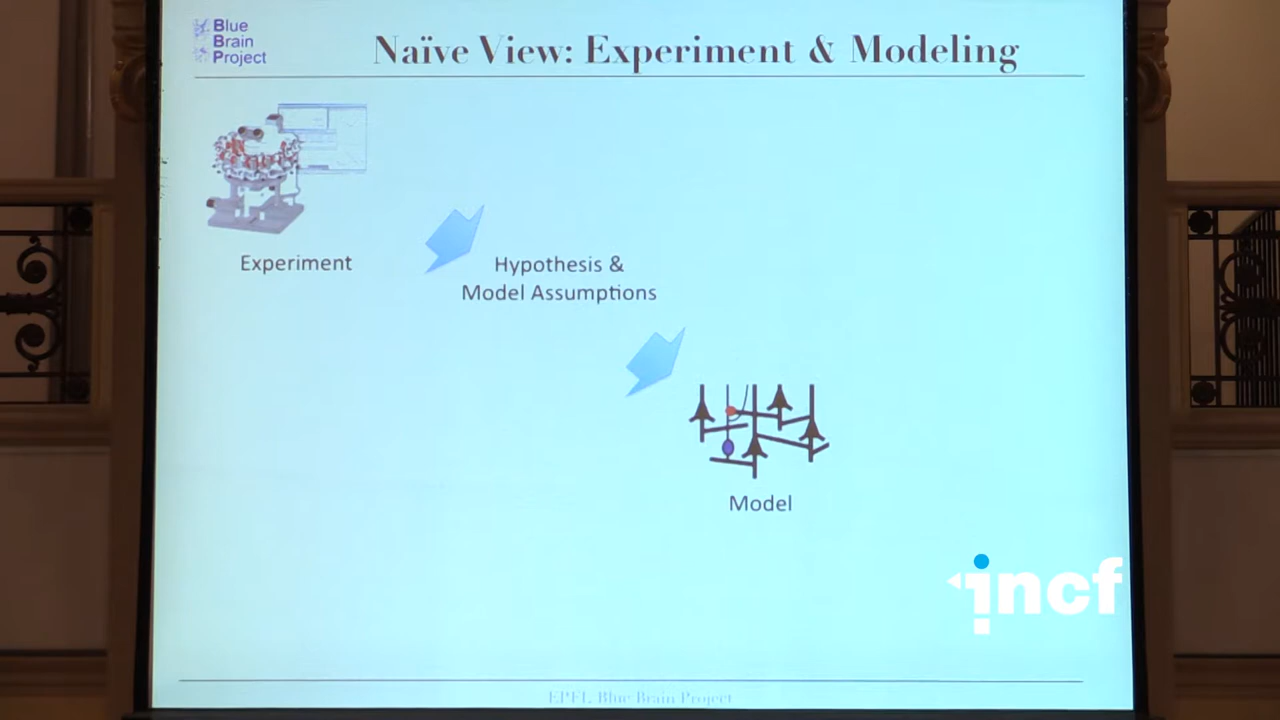 Blue
Brain
Project
Naïve View: Experiment & Modeling
Experiment
Hypothesis &
Model Assumptions
Model
incf
EPFL Blue Brain Project